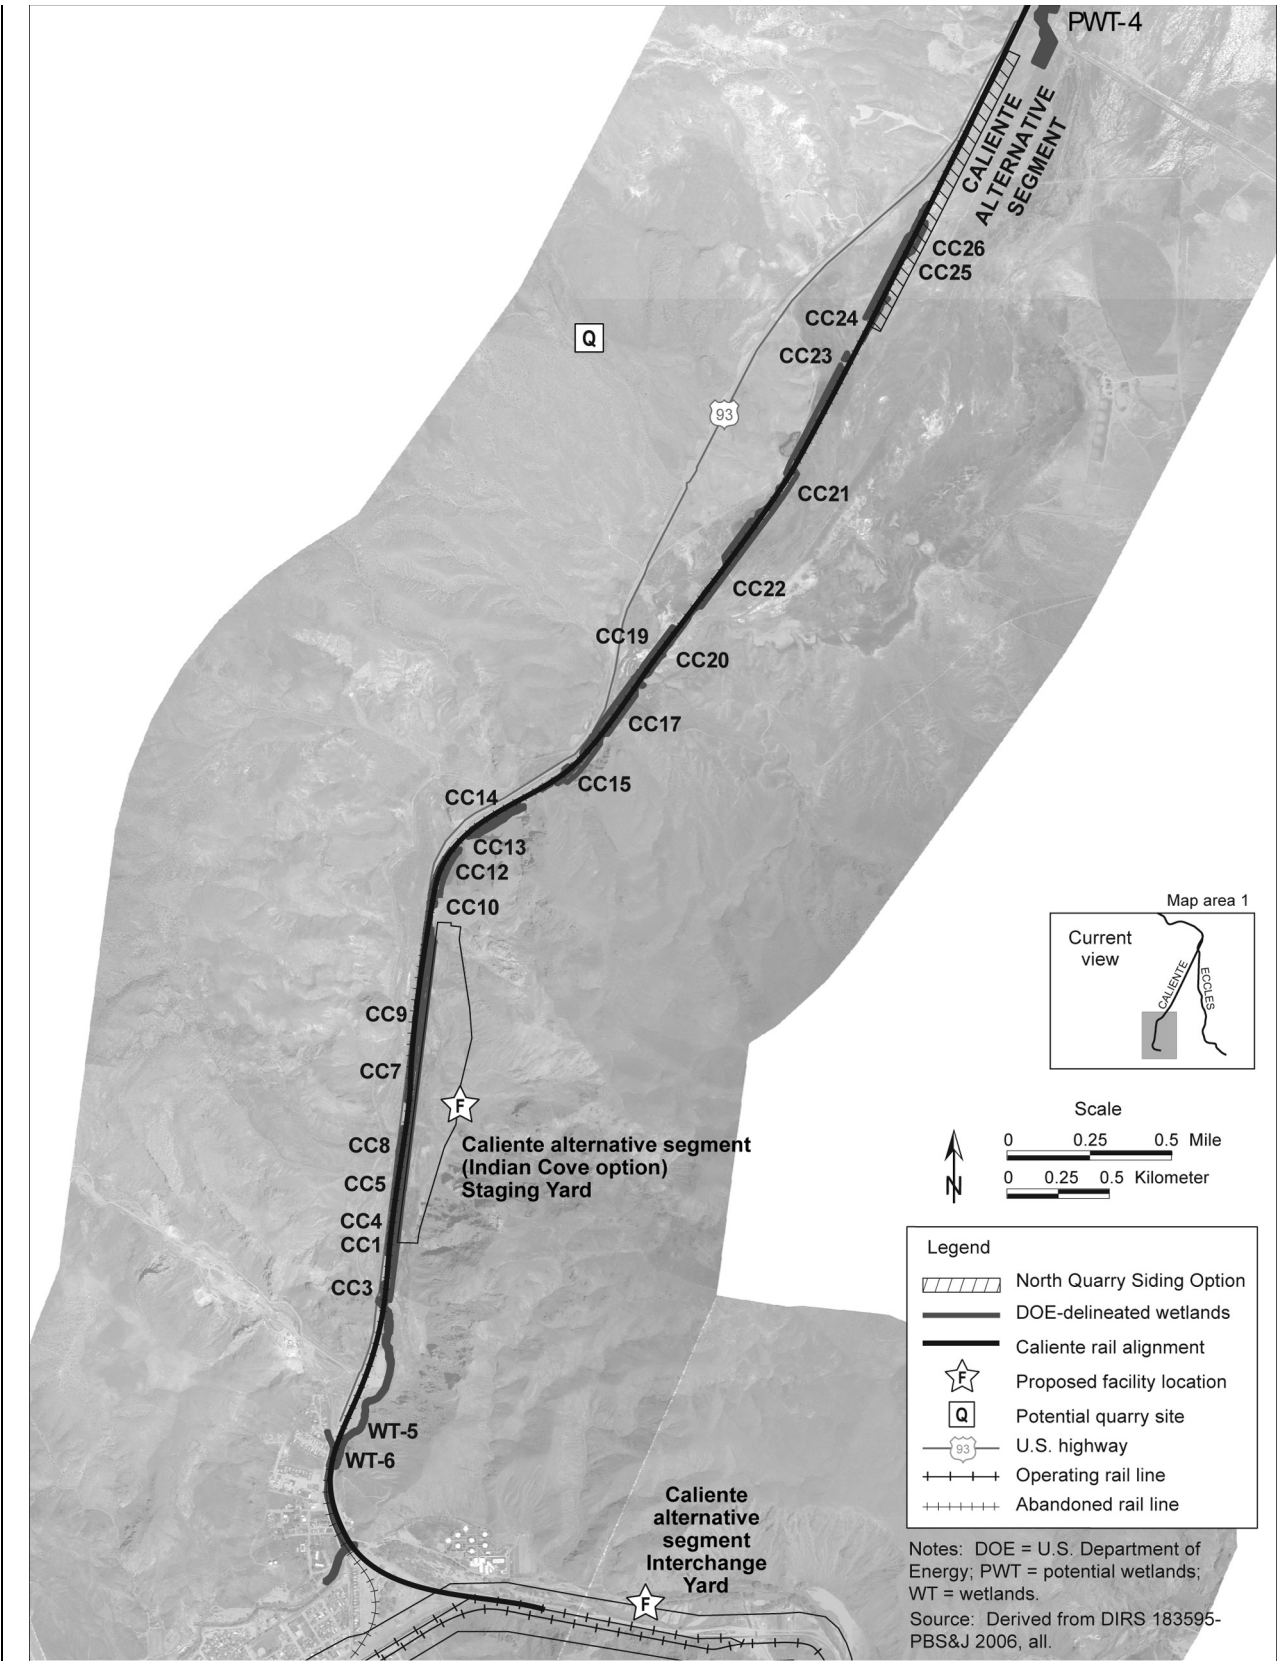 PWT-4
CALIENTE
ALTERNATIVE
SEGMENT
CC26
CC25
CC24
CC23
Q
93
CC21
CC22
CC19
CC20
CC17
CC15
CC14
CC13
CC12
CC10
CC9
CC7
F
CC8
Caliente alternative segment
(Indian Cove option)
Staging Yard
CC5
CC4
CC1
CC3
WT-5
WT-6
Caliente
alternative
segment
Interchange
Yard
F
Map area 1
Current
view
CALIENTE
ECCLES
Scale
0 0.25 0.5 Mile
0 0.25 0.5 Kilometer
N
Legend
North Quarry Siding Option
DOE-delineated wetlands
Caliente rail alignment
F Proposed facility location
Q Potential quarry site
93 U.S. highway
Operating rail line
Abandoned rail line
Notes: DOE = U.S. Department of
Energy; PWT = potential wetlands;
WT = wetlands.
Source: Derived from DIRS 183595-
PBS&J 2006, all.